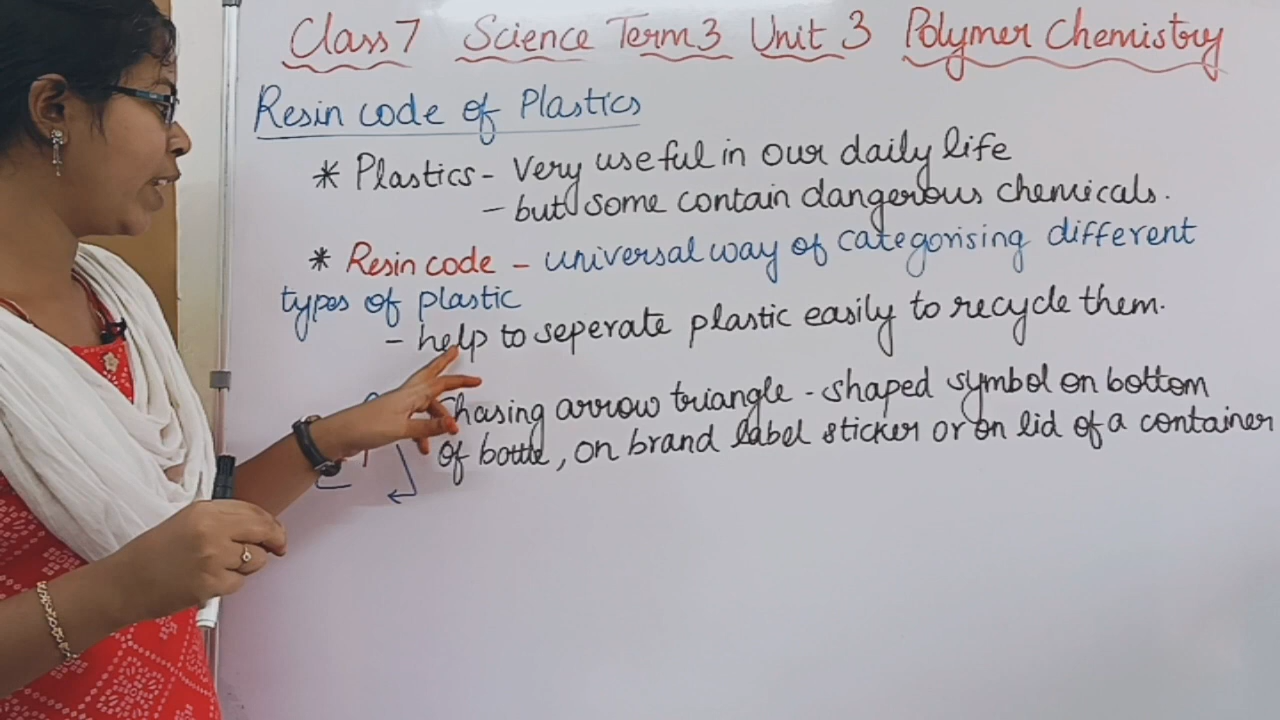 Class 7 Science Term 3 Unit 3 Polymer Chemistry
Resin code of Plastics
* Plastics - Very useful in our daily life
- but some contain dangerous chemicals.
* Resin code - universal way of categorising different
types of plastic
- help to seperate plastic easily to recycle them.
hasing arrow triangle - shaped symbol on bottom
of bottle, on brand label sticker or on lid of a container